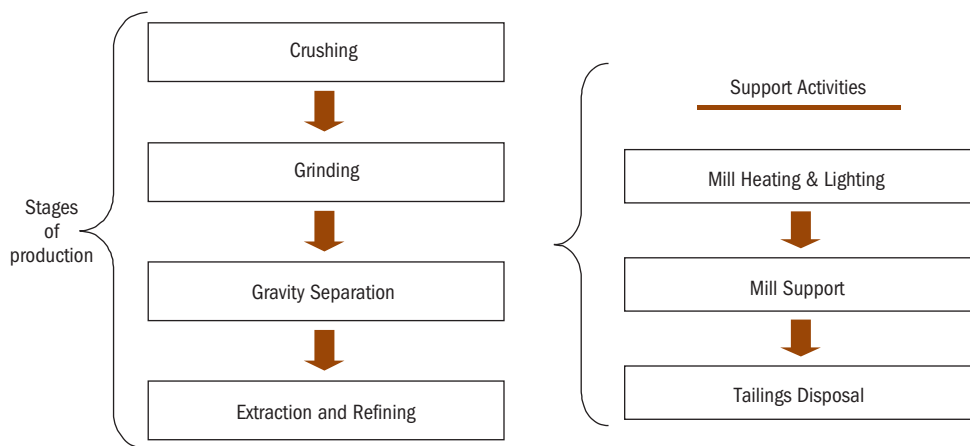 Stages
of
production
Crushing
Grinding
Gravity Separation
Extraction and Refining
Support Activities
Mill Heating & Lighting
Mill Support
Tailings Disposal